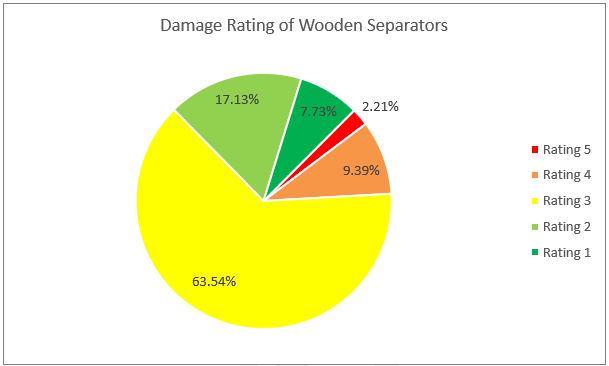 Damage Rating of Wooden Separators
17.13%
7.73%
2.21%
9.39%
63.54%
Rating 5
Rating 4
Rating 3
Rating 2
Rating 1